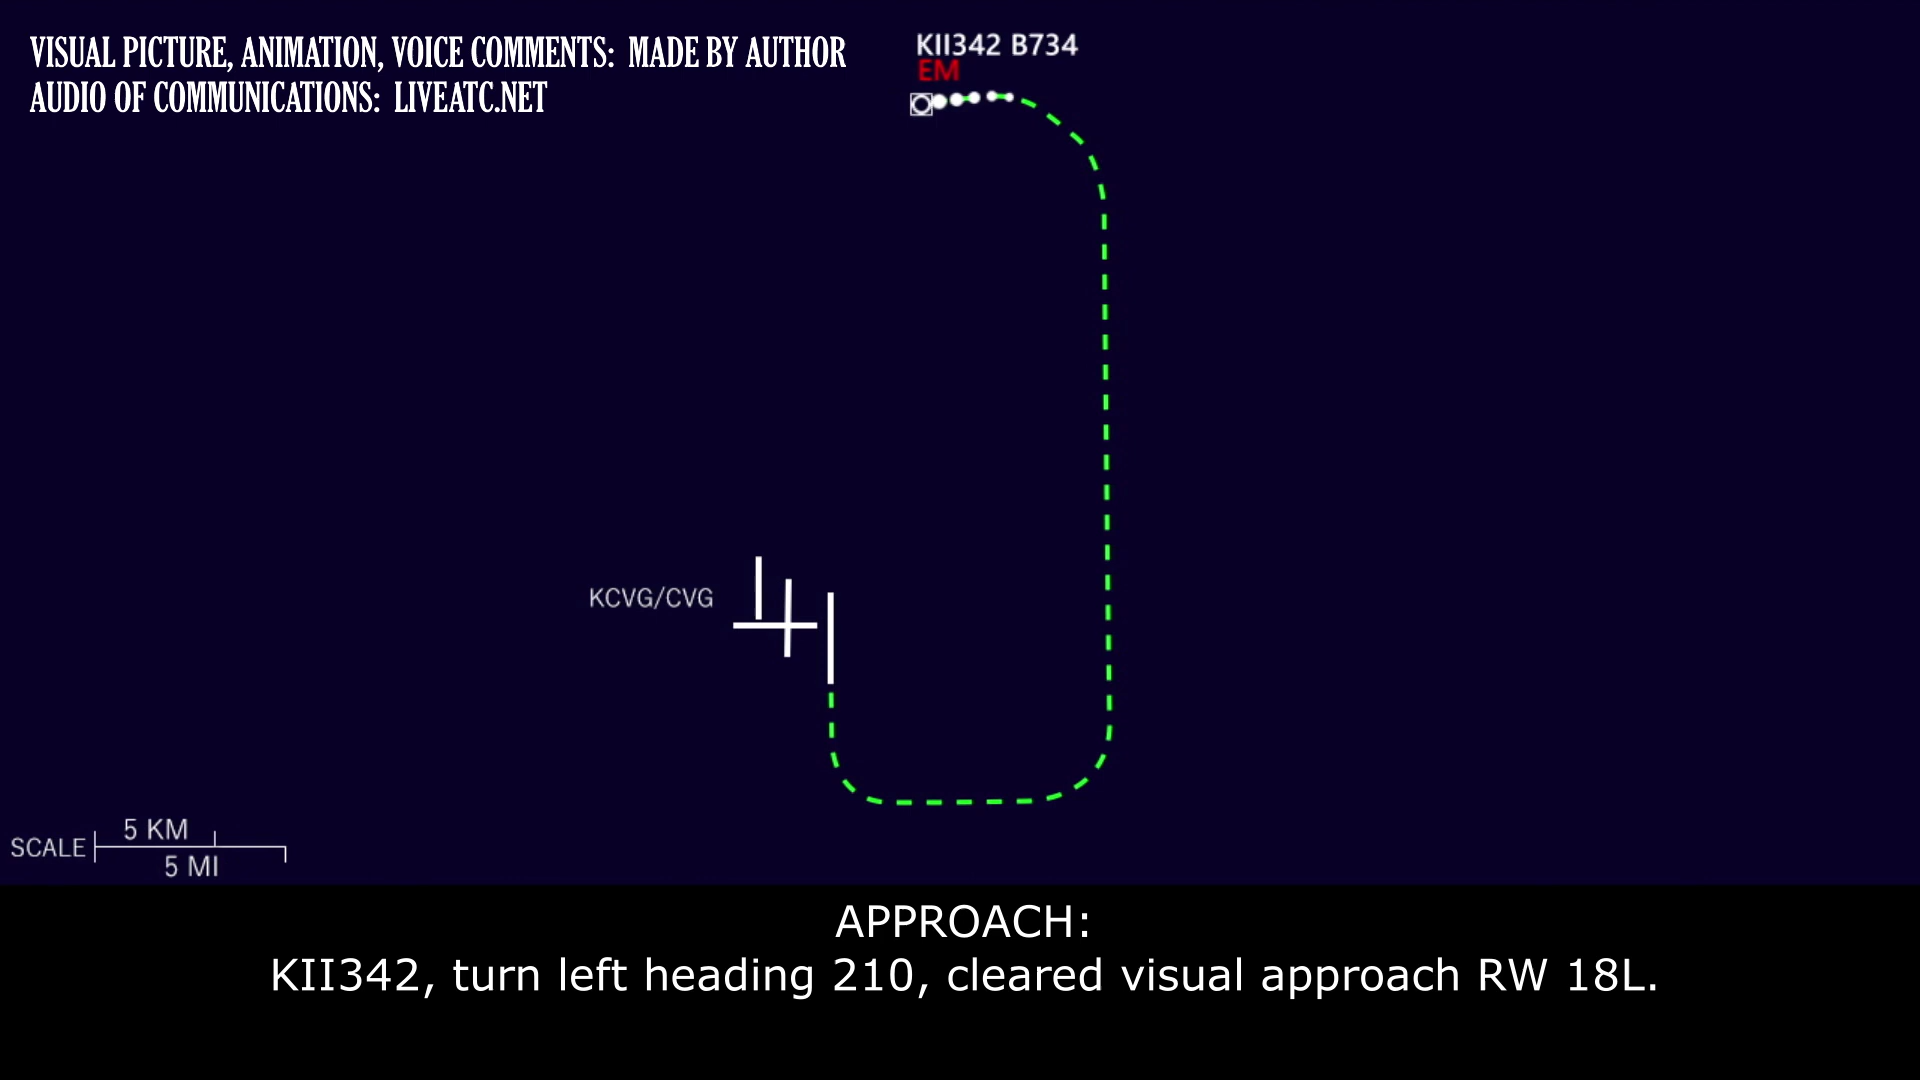 VISUAL PICTURE, ANIMATION, VOICE COMMENTS: MADE BY AUTHOR
AUDIO OF COMMUNICATIONS: LIVEATC.NET
KII342 B734
EM
KCVG/CVG
5 KM
SCALE
5 MI
APPROACH:
KII342, turn left heading 210, cleared visual approach RW 18L.